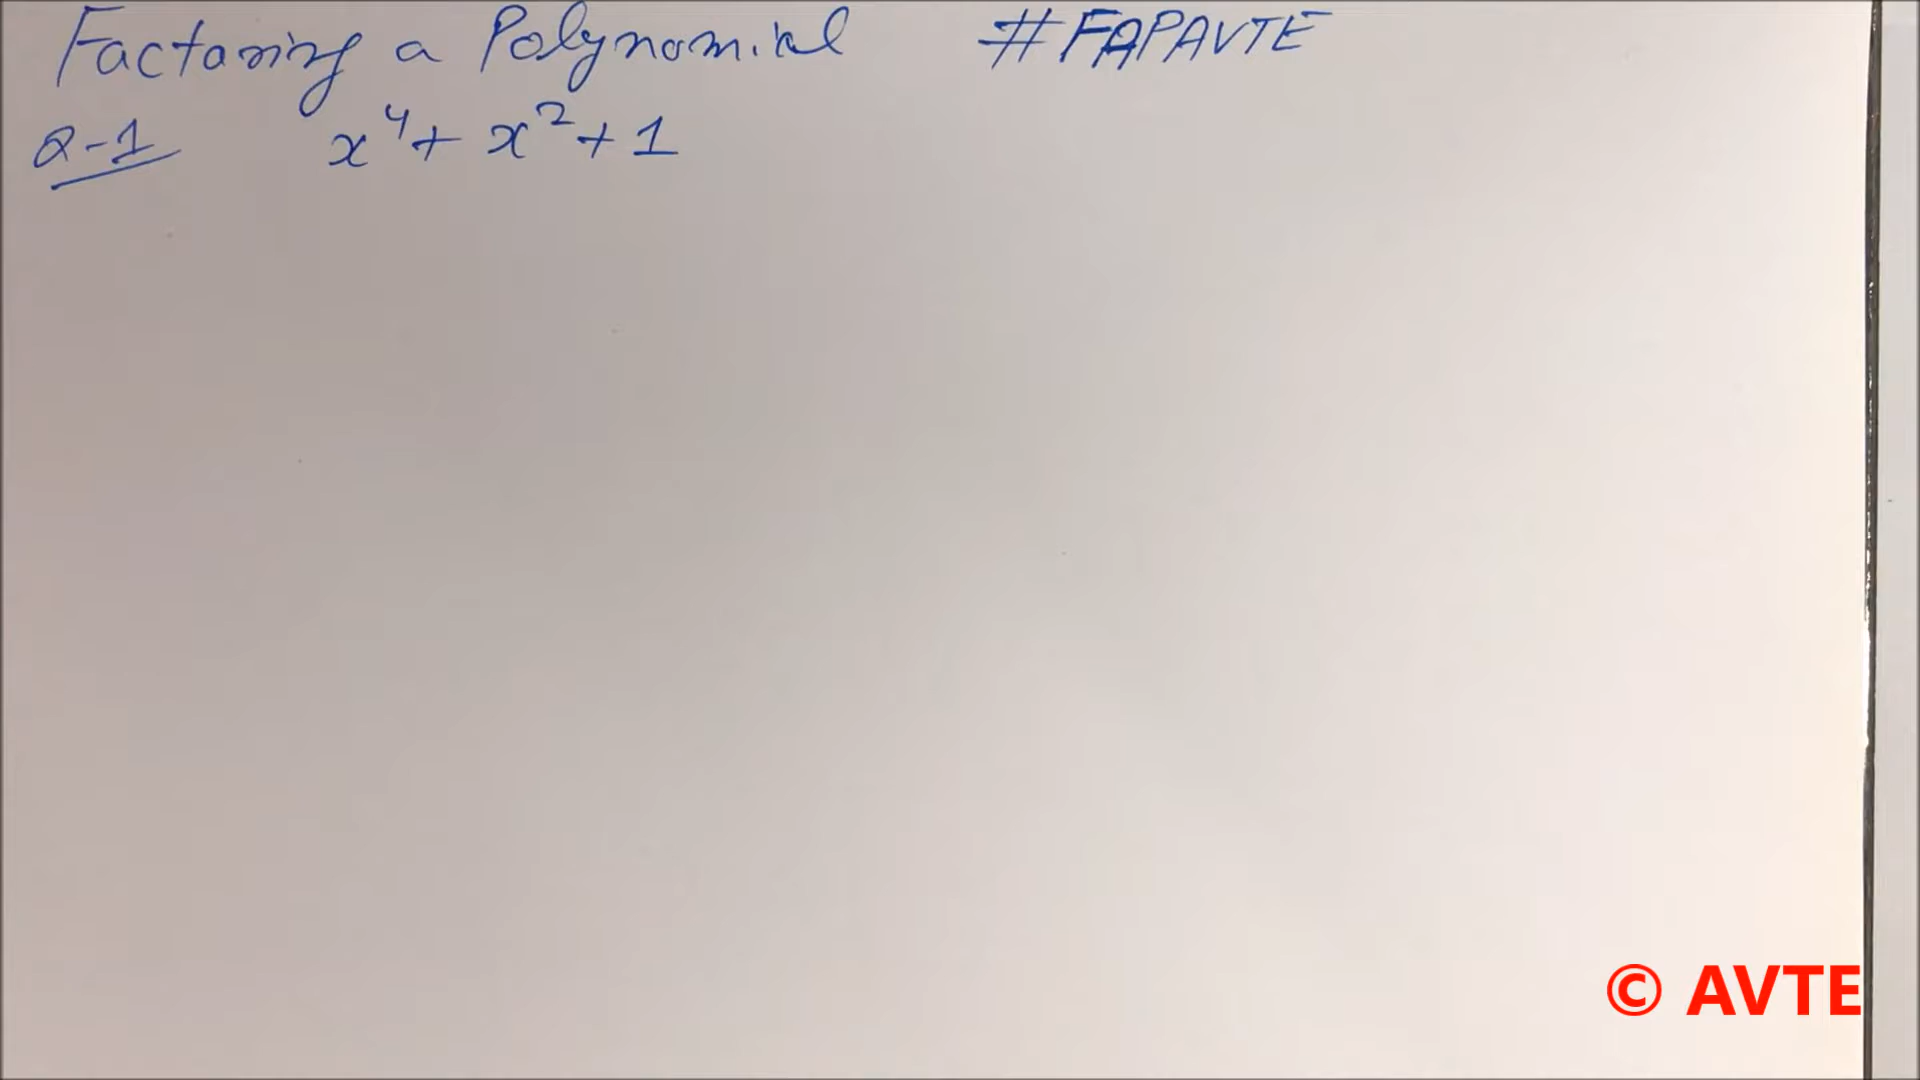 Factoring a Polynomial #FAPAVTE
Q-1 x⁴ + x² + 1
© AVTE